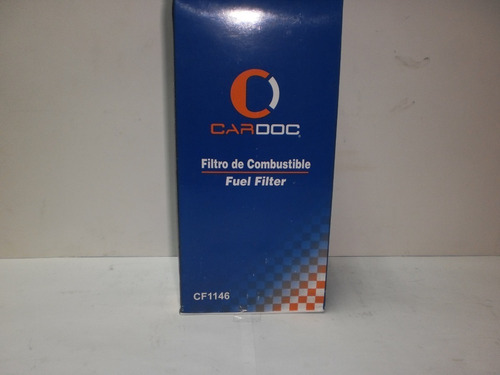 CARDOC
Filtro de Combustible
Fuel Filter
CF1146